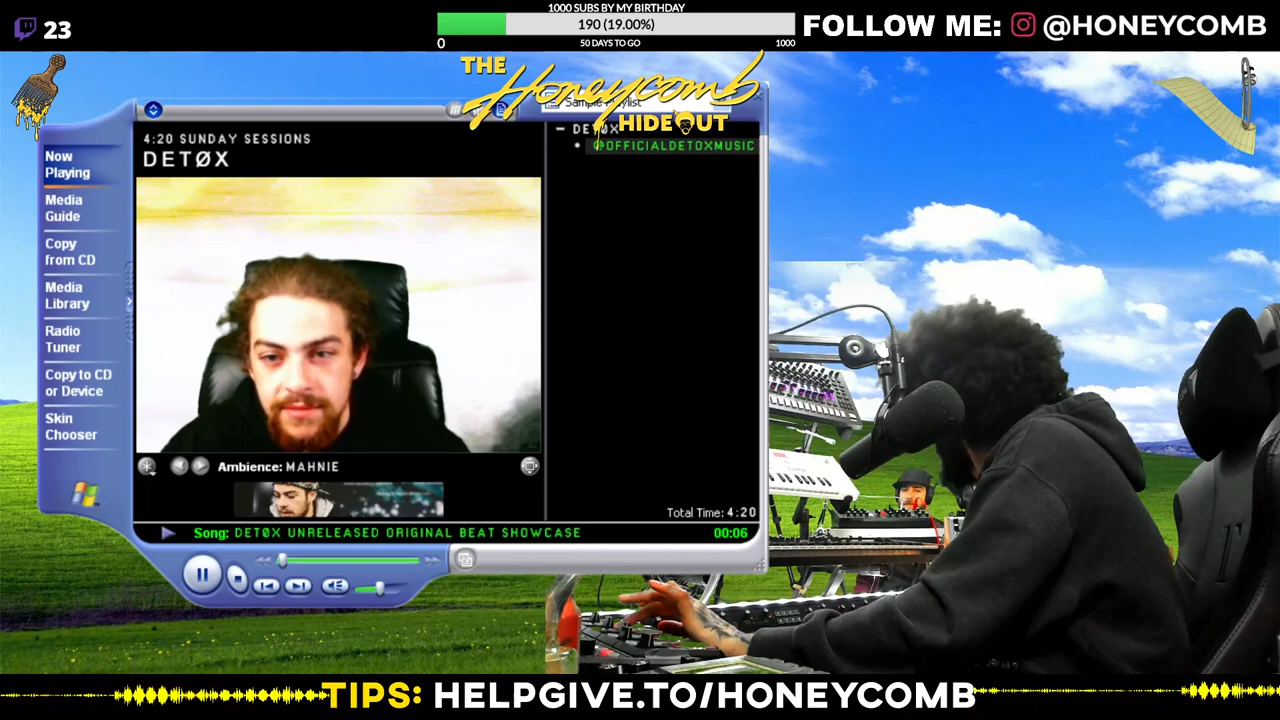 23
1000 SUBS BY MY BIRTHDAY
190 (19.00%)
0
50 DAYS TO GO
1000
FOLLOW ME: @HONEYCOMB
THE
Honeycomb
HIDEOUT
4:20 SUNDAY SESSIONS
DETØX
Sample Playlist
DETØX
@OFFICIALDETOXMUSIC
Now
Playing
Media
Guide
Copy
from CD
Media
Library
Radio
Tuner
Copy to CD
or Device
Skin
Chooser
Ambience: MAHNIE
Total Time: 4:20
Song: DETØX UNRELEASED ORIGINAL BEAT SHOWCASE
00:06
TIPS: HELPGIVE.TO/HONEYCOMB